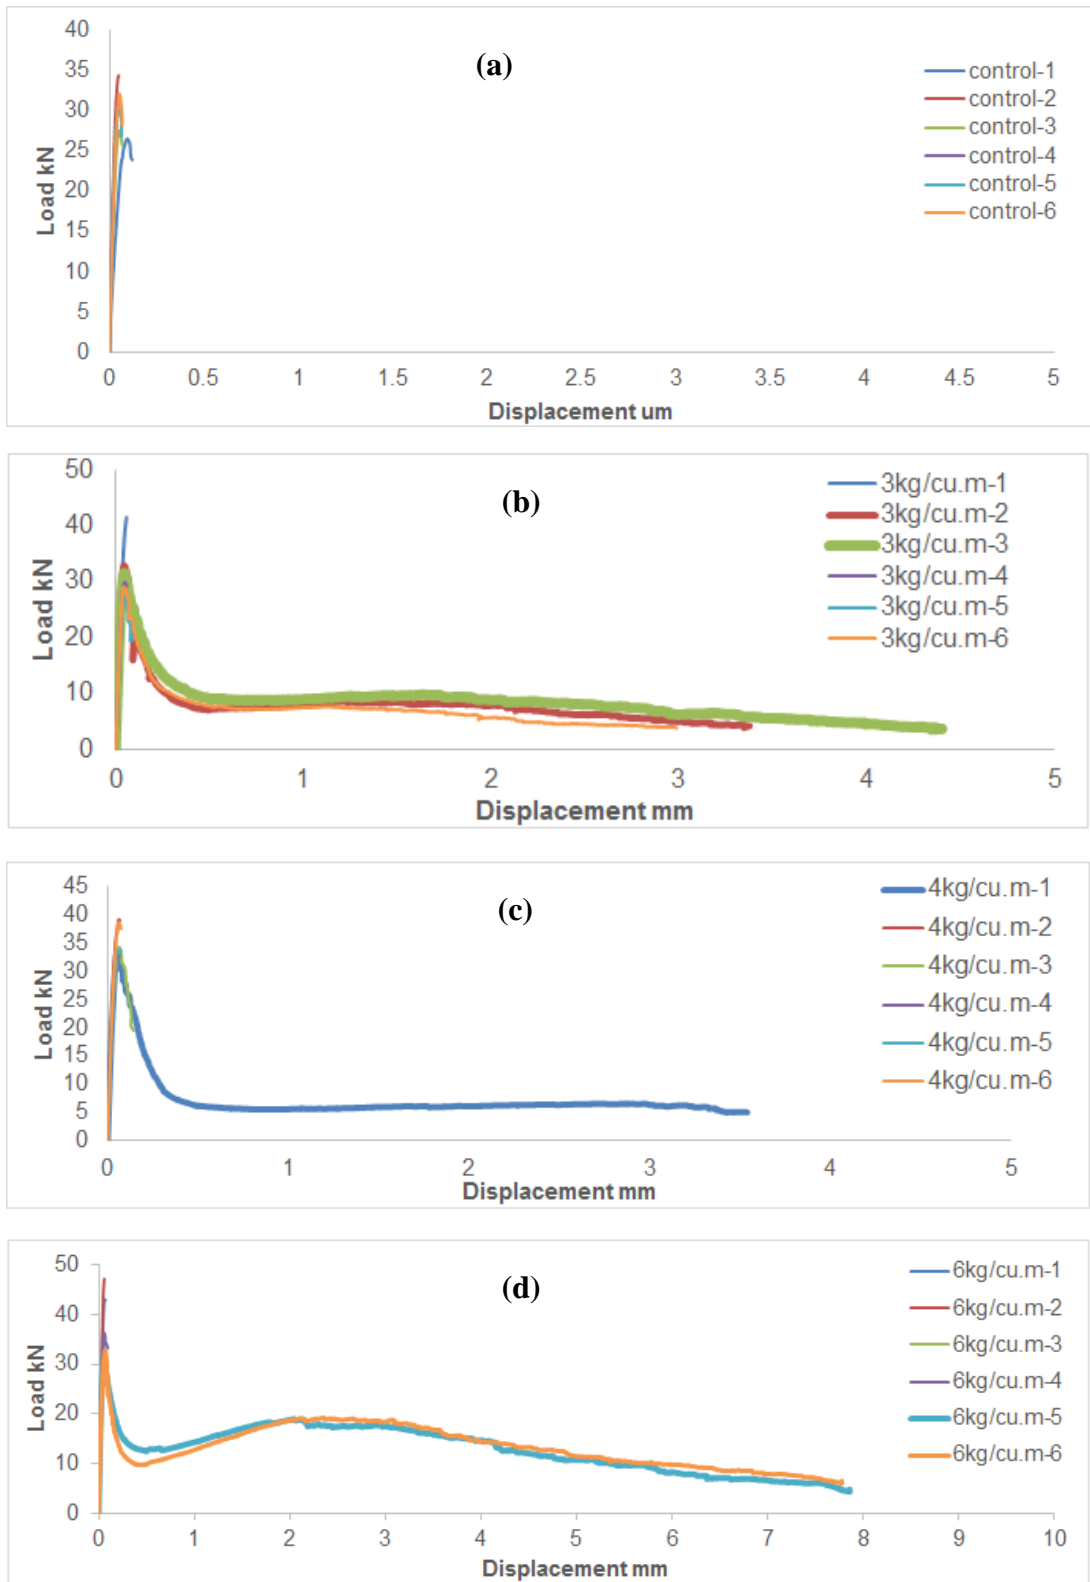 (a)
Load kN
40
35
30
25
20
15
10
5
0
0 0.5 1 1.5 2 2.5 3 3.5 4 4.5 5
Displacement um
control-1
control-2
control-3
control-4
control-5
control-6
(b)
Load kN
50
40
30
20
10
0
0 1 2 3 4 5
Displacement mm
3kg/cu.m-1
3kg/cu.m-2
3kg/cu.m-3
3kg/cu.m-4
3kg/cu.m-5
3kg/cu.m-6
(c)
Load kN
45
40
35
30
25
20
15
10
5
0
0 1 2 3 4 5
Displacement mm
4kg/cu.m-1
4kg/cu.m-2
4kg/cu.m-3
4kg/cu.m-4
4kg/cu.m-5
4kg/cu.m-6
(d)
Load kN
50
40
30
20
10
0
0 1 2 3 4 5 6 7 8 9 10
Displacement mm
6kg/cu.m-1
6kg/cu.m-2
6kg/cu.m-3
6kg/cu.m-4
6kg/cu.m-5
6kg/cu.m-6